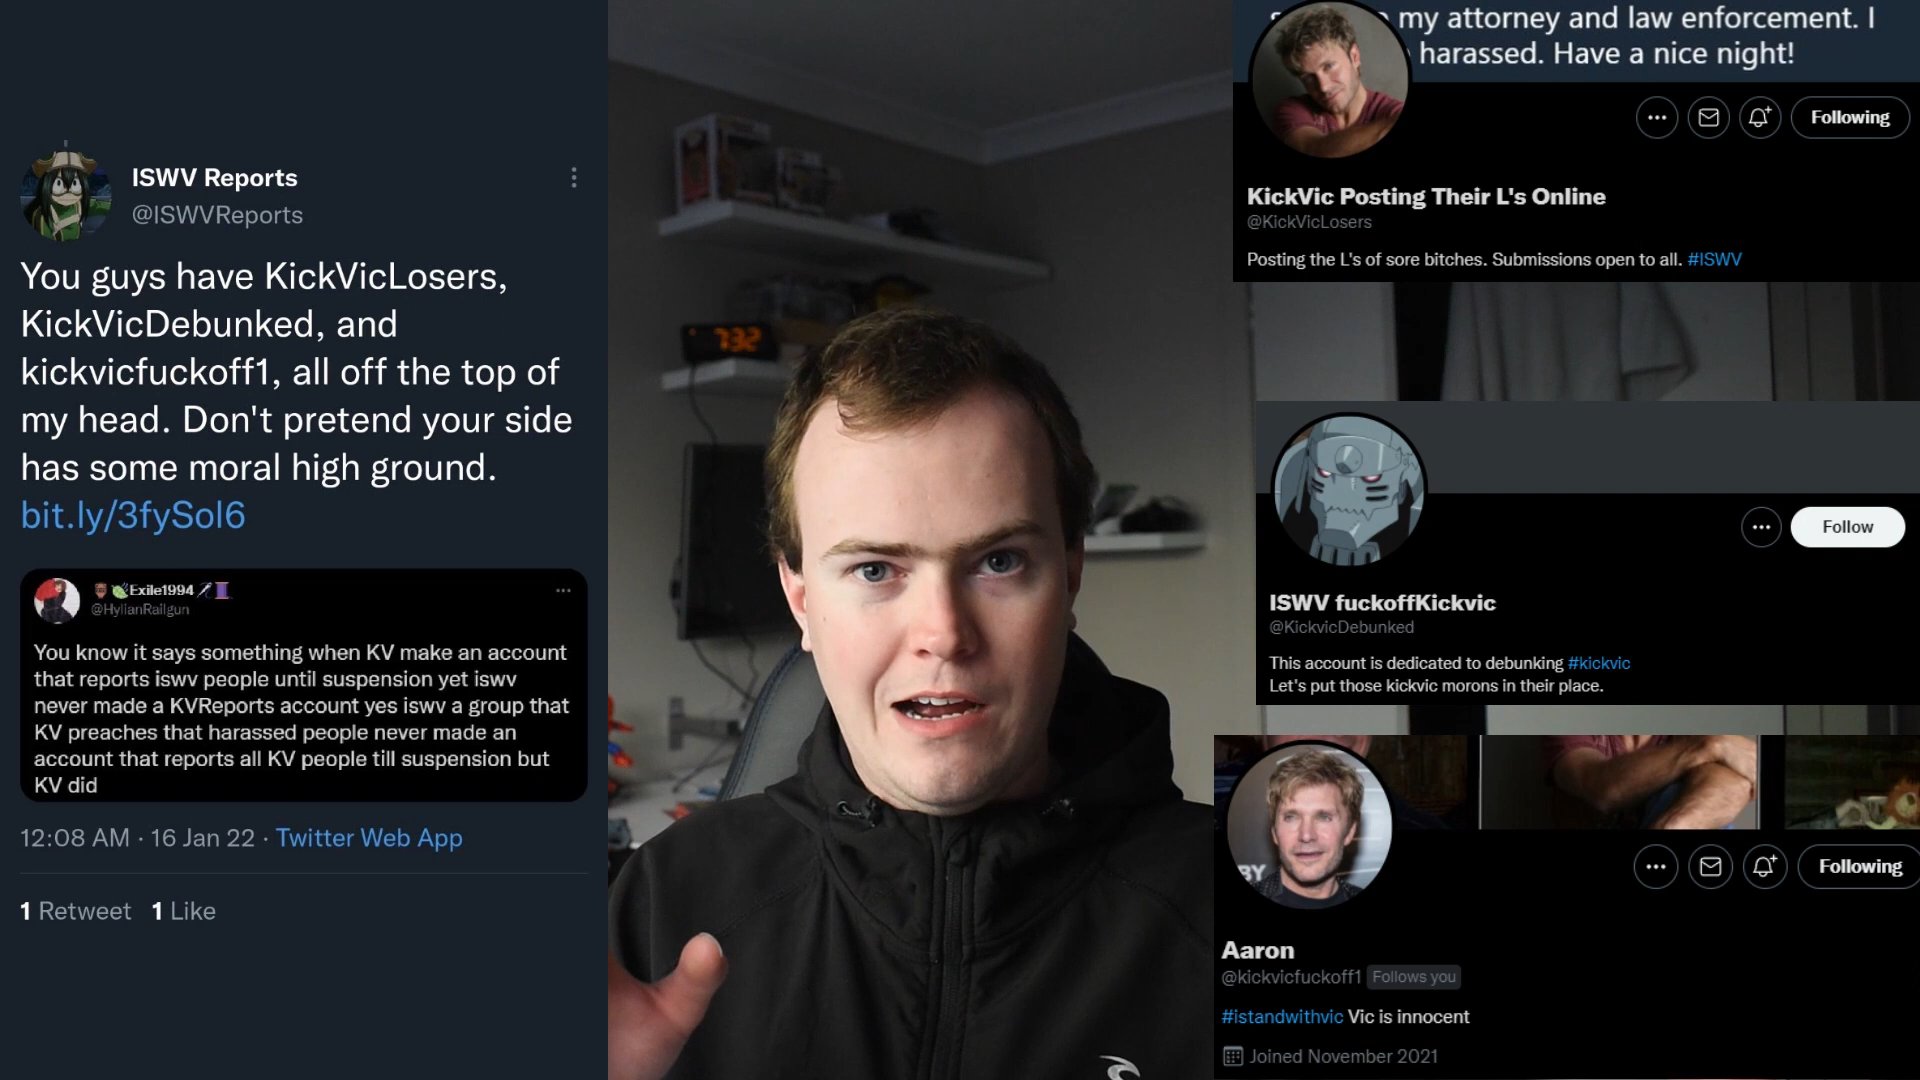 ISWV Reports
@ISWVReports
You guys have KickVicLosers,
KickVicDebunked, and
kickvicfuckoff1, all off the top of
my head. Don't pretend your side
has some moral high ground.
bit.ly/3fySol6
Exile1994
@HylianRailgun
You know it says something when KV make an account
that reports iswv people until suspension yet iswv
never made a KVReports account yes iswv a group that
KV preaches that harassed people never made an
account that reports all KV people till suspension but
KV did
12:08 AM · 16 Jan 22 · Twitter Web App
1 Retweet 1 Like
7:32
my attorney and law enforcement. I
harassed. Have a nice night!
Following
KickVic Posting Their L's Online
@KickVicLosers
Posting the L's of sore bitches. Submissions open to all. #ISWV
Follow
ISWV fuckoffKickvic
@KickvicDebunked
This account is dedicated to debunking #kickvic
Let's put those kickvic morons in their place.
BY
Following
Aaron
@kickvicfuckoff1 Follows you
#istandwithvic Vic is innocent
Joined November 2021